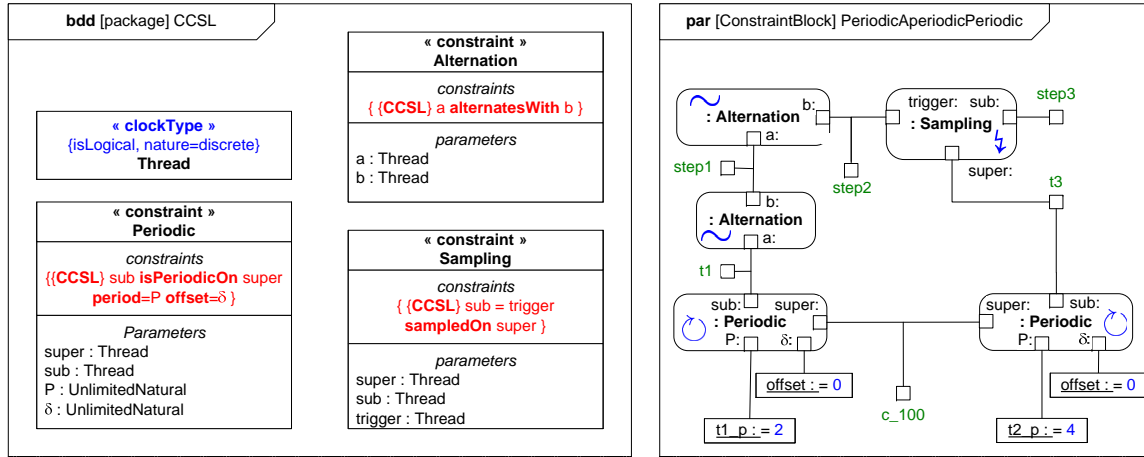 bdd [package] CCSL
« clockType »
{isLogical, nature=discrete}
Thread
« constraint »
Periodic
constraints
{{CCSL} sub isPeriodicOn super
period=P offset=δ }
Parameters
super : Thread
sub : Thread
P : UnlimitedNatural
δ : UnlimitedNatural
« constraint »
Alternation
constraints
{ {CCSL} a alternatesWith b }
parameters
a : Thread
b : Thread
« constraint »
Sampling
constraints
{ {CCSL} sub = trigger
sampledOn super }
parameters
super : Thread
sub : Thread
trigger : Thread
par [ConstraintBlock] PeriodicAperiodicPeriodic
b:
: Alternation
a:
trigger: sub:
: Sampling
super:
step3
step1
step2
t3
b:
: Alternation
a:
t1
sub: super:
: Periodic
P: δ:
super: sub:
: Periodic
P: δ:
offset : = 0
offset : = 0
c_100
t1_p : = 2
t2_p : = 4